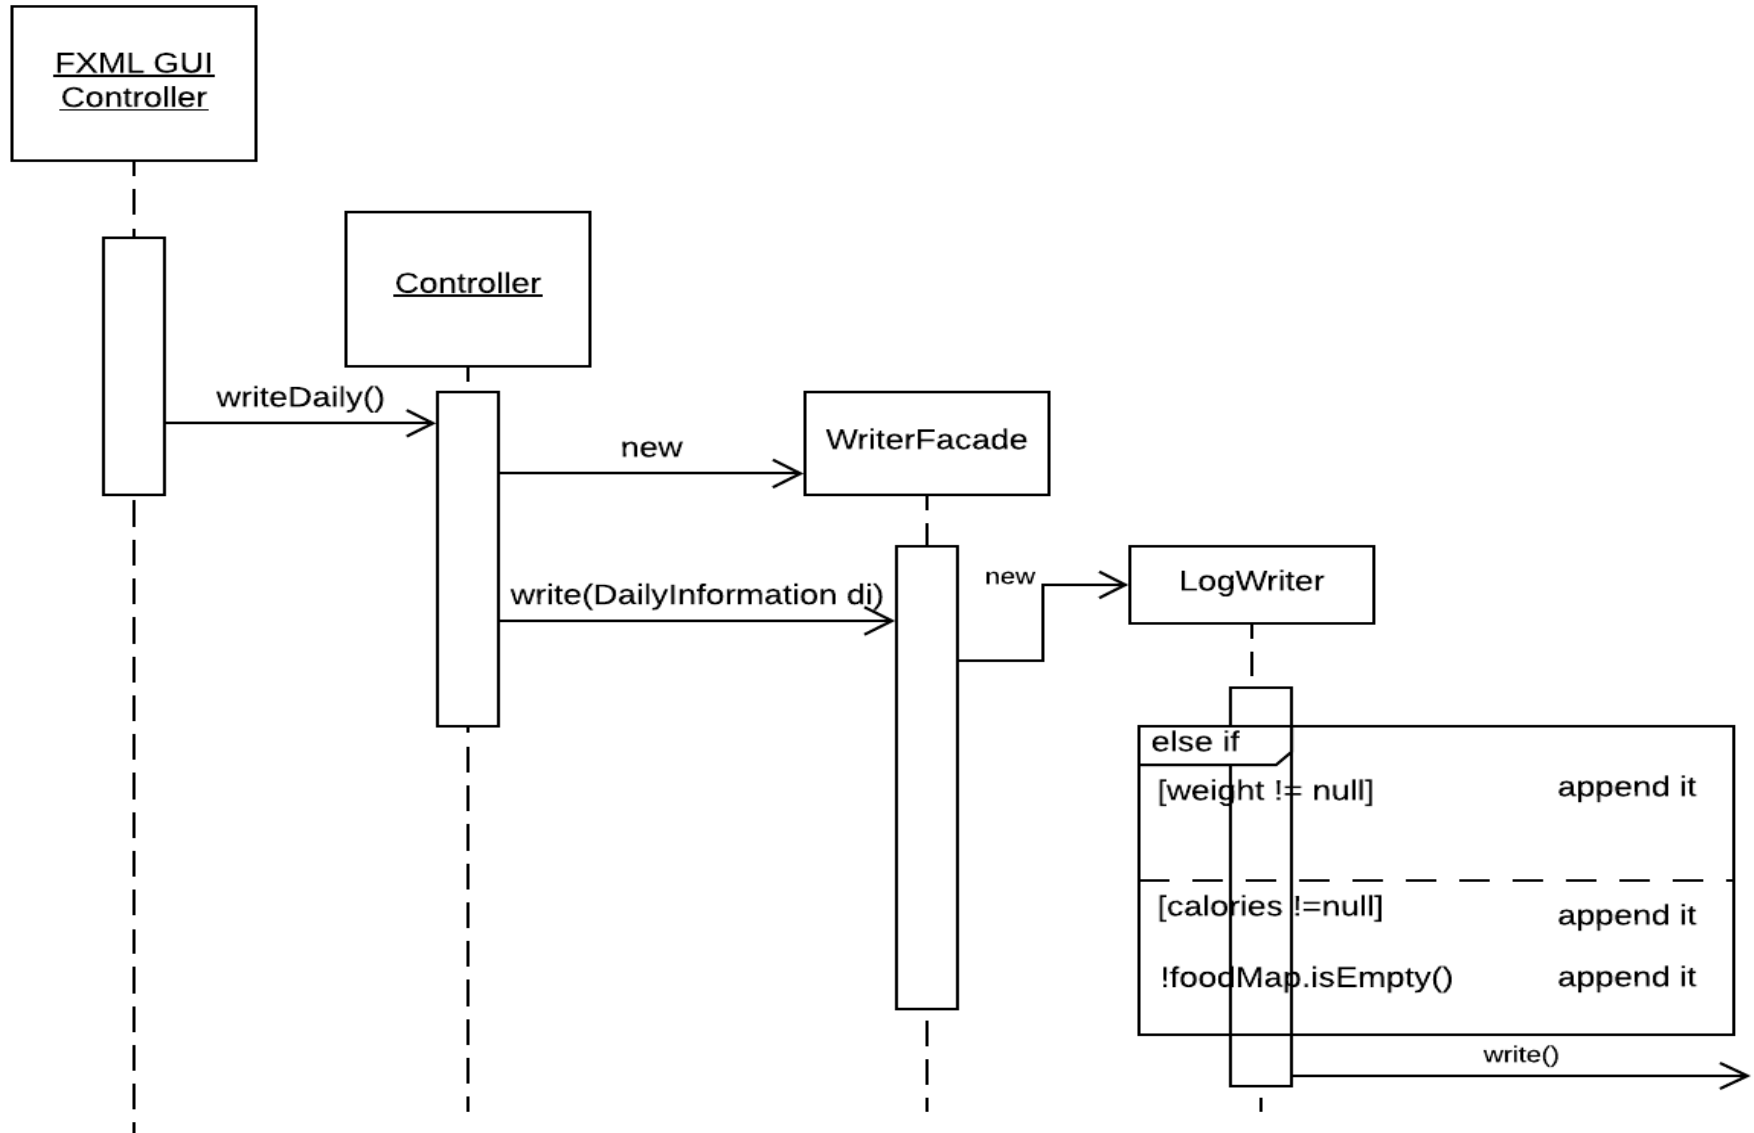 FXML GUI
Controller
Controller
writeDaily()
new
WriterFacade
write(DailyInformation di)
new
LogWriter
else if
[weight != null]
append it
[calories !=null]
append it
!foodMap.isEmpty()
append it
write()